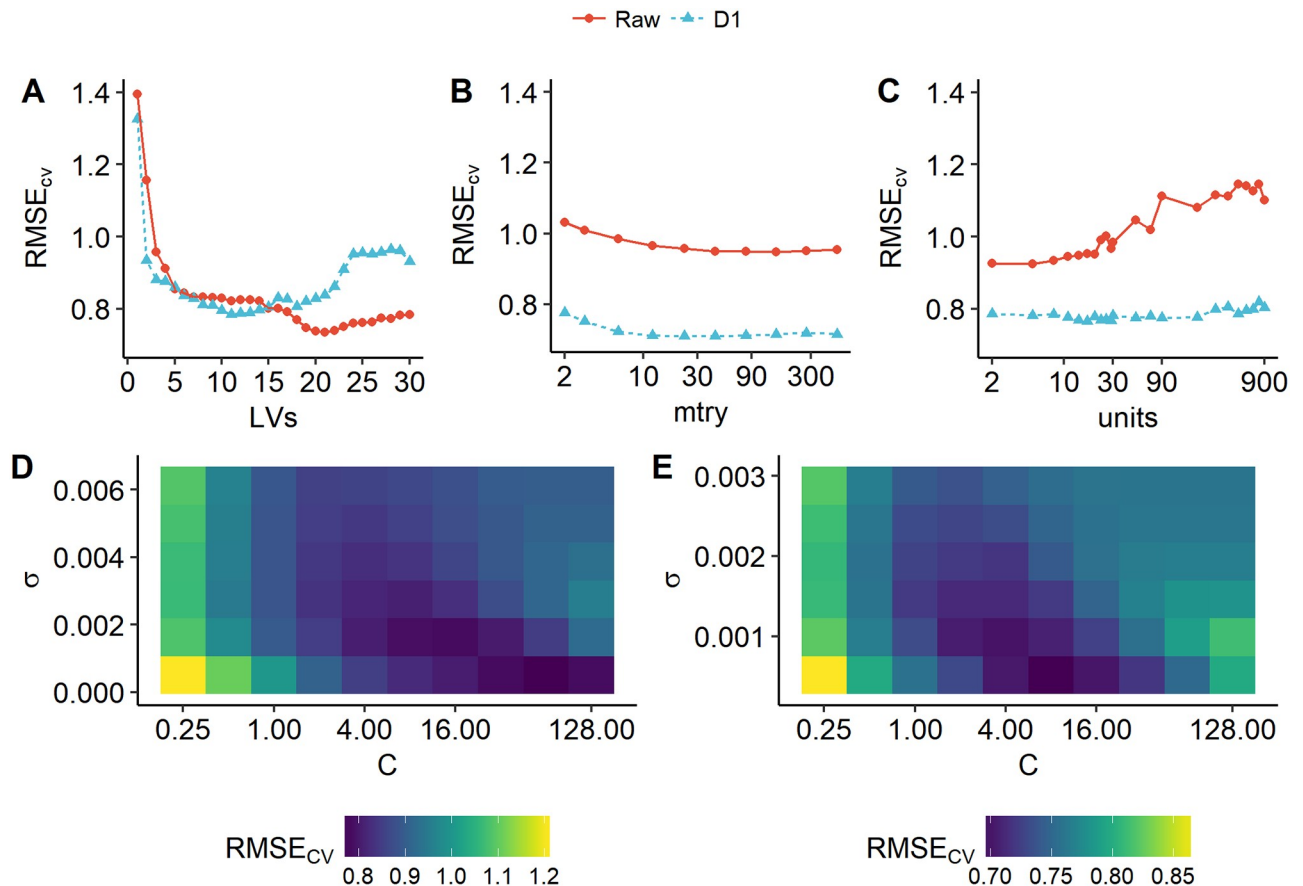 Raw D1
A B C
1.4 1.4 1.4
1.2 1.2 1.2
1.0 1.0 1.0
0.8 0.8 0.8
RMSEcv RMSEcv RMSEcv
0 5 10 15 20 25 30 2 10 30 90 300 2 10 30 90 900
LVs mtry units
D E
0.006 0.003
0.004 0.002
0.002 0.001
0.000
σ σ
0.25 1.00 4.00 16.00 128.00 0.25 1.00 4.00 16.00 128.00
C C
RMSECV RMSECV
0.8 0.9 1.0 1.1 1.2 0.70 0.75 0.80 0.85